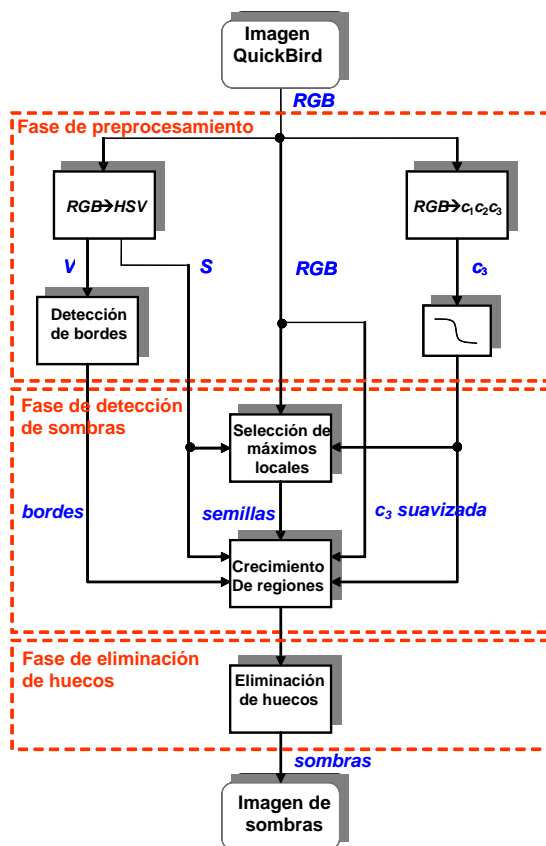 Imagen
QuickBird
RGB
Fase de preprocesamiento
RGB→HSV
RGB→c₁c₂c₃
V
S
RGB
c₃
Detección
de bordes
Fase de detección
de sombras
Selección de
máximos
locales
bordes
semillas
c₃ suavizada
Crecimiento
De regiones
Fase de eliminación
de huecos
Eliminación
de huecos
sombras
Imagen de
sombras